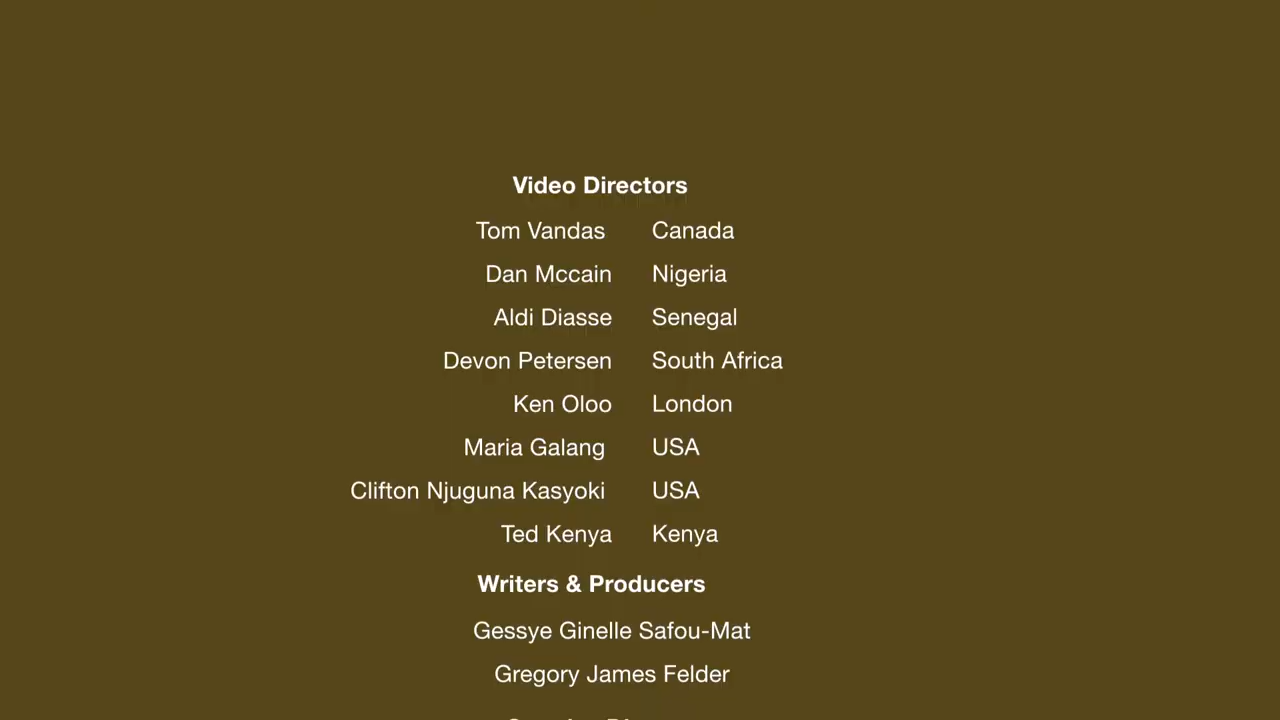 Video Directors
Tom Vandas Canada
Dan Mccain Nigeria
Aldi Diasse Senegal
Devon Petersen South Africa
Ken Oloo London
Maria Galang USA
Clifton Njuguna Kasyoki USA
Ted Kenya Kenya
Writers & Producers
Gessye Ginelle Safou-Mat
Gregory James Felder